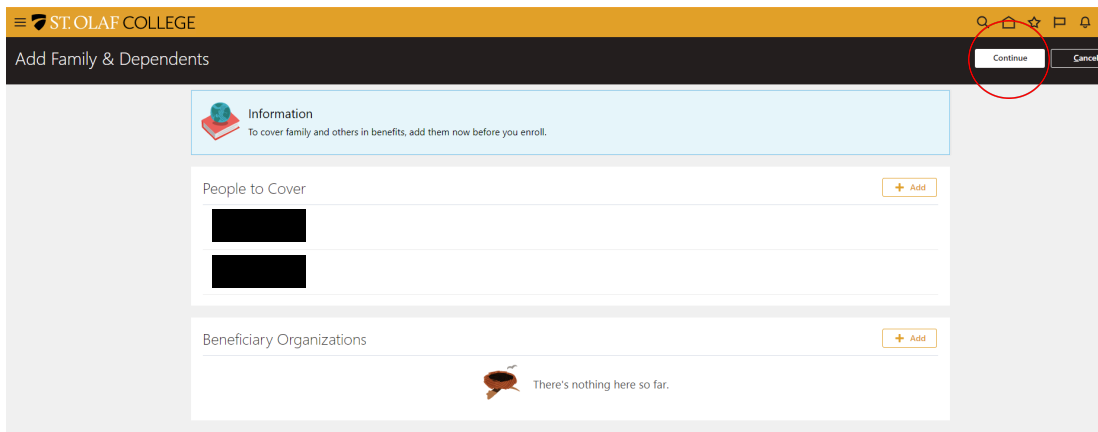 ST. OLAF COLLEGE
Add Family & Dependents
Continue
Cancel
Information
To cover family and others in benefits, add them now before you enroll.
People to Cover
+ Add
Beneficiary Organizations
+ Add
There's nothing here so far.